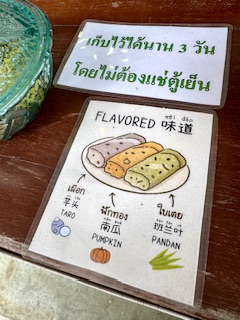 เก็บไว้ได้นาน 3 วัน
โดยไม่ต้องแช่ตู้เย็น
wèi dào
FLAVORED 味道
เผือก
芋头
TARO
ฟักทอง
南瓜
PUMPKIN
ใบเตย
班兰叶
PANDAN